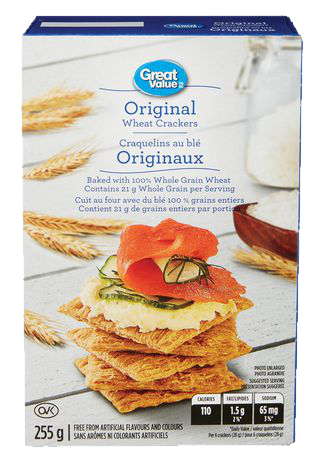 Great
Value
Original
Wheat Crackers
Craquelins au blé
Originaux
Baked with 100% Whole Grain Wheat
Contains 21 g Whole Grain per Serving
Cuit au four avec du blé 100 % grains entiers
Contient 21 g de grains entiers par portion
PHOTO ENLARGED
PHOTO AGRANDIE
SUGGESTED SERVING
PRÉSENTATION SUGGÉRÉE
CALORIES FAT/LIPIDES SODIUM
110 1.5 g 65 mg
2%* 3%*
*Daily Value / valeur quotidienne
Per 6 crackers (28 g) / pour 6 craquelins (28 g)
OVK
255 g FREE FROM ARTIFICIAL FLAVOURS AND COLOURS
SANS ARÔMES NI COLORANTS ARTIFICIELS